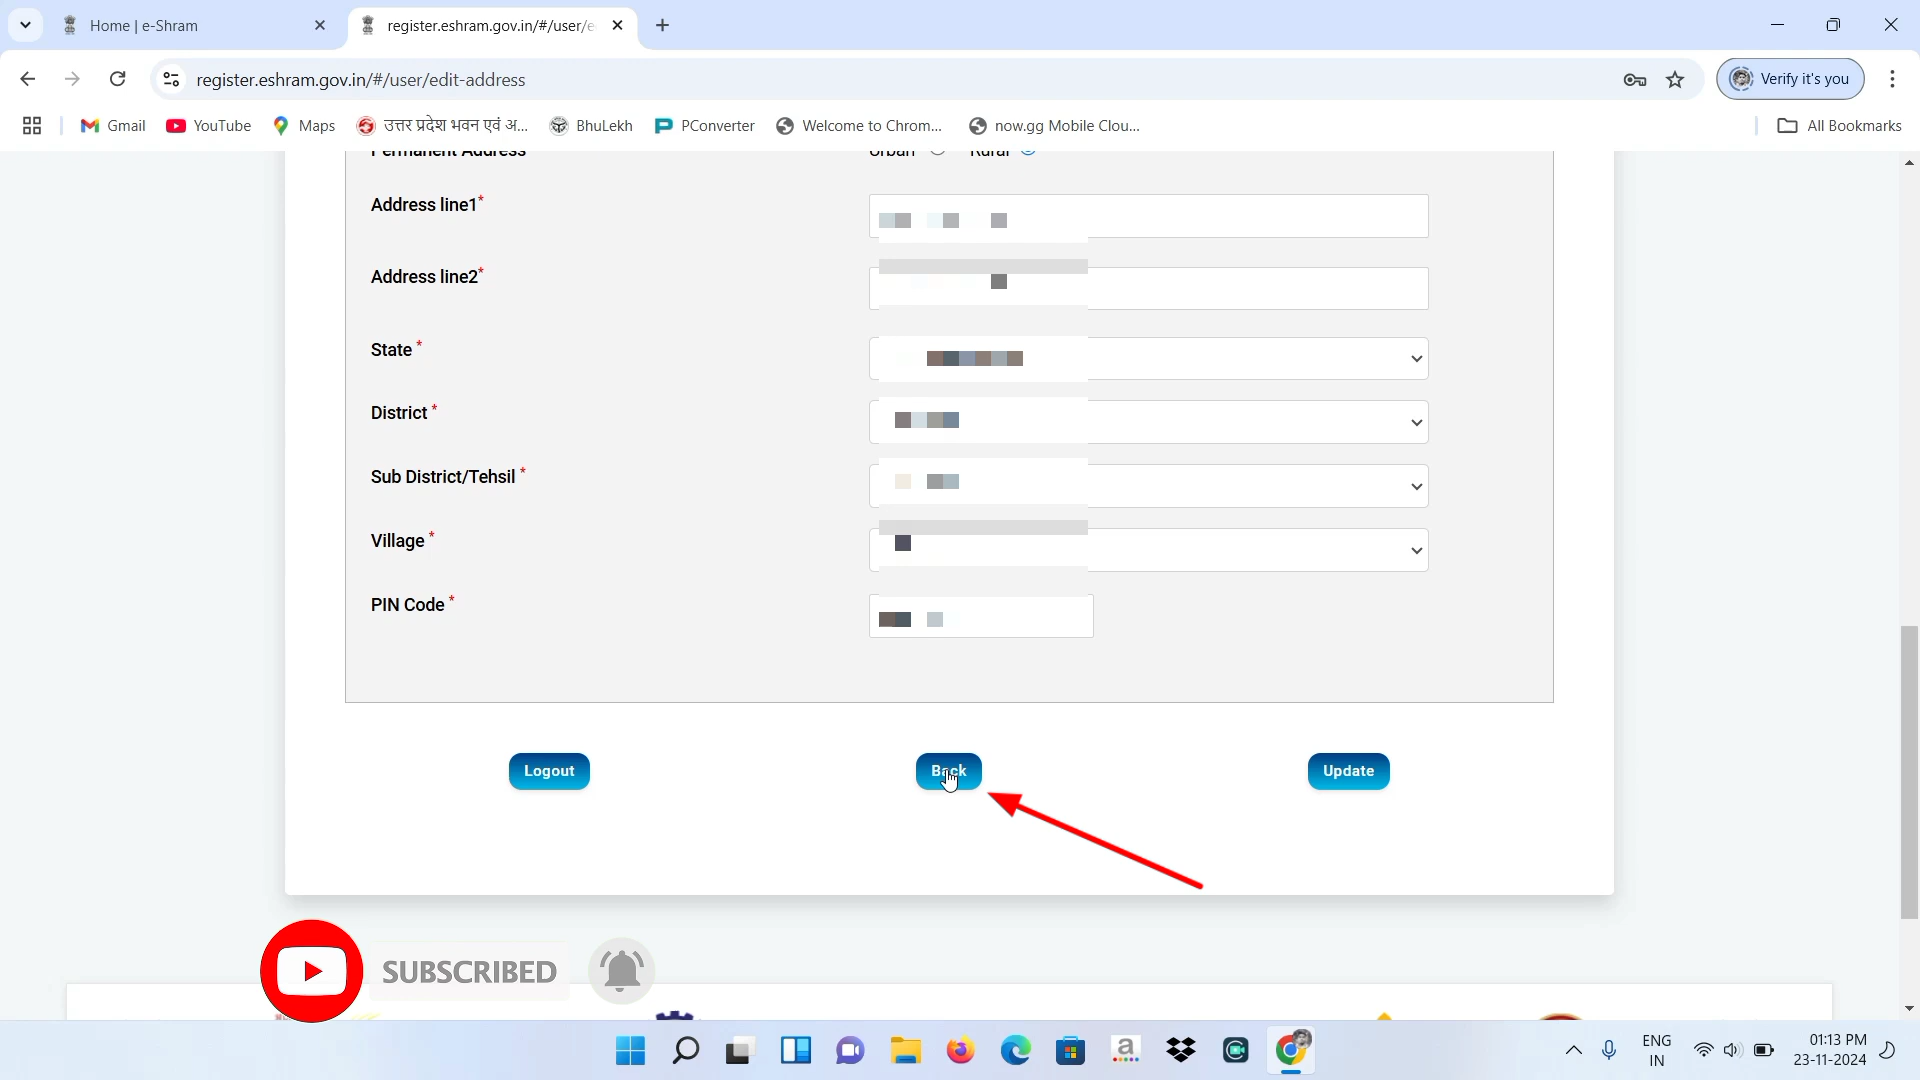 Home | e-Shram
register.eshram.gov.in/#/user/e
register.eshram.gov.in/#/user/edit-address
Verify it's you
Gmail
YouTube
Maps
उत्तर प्रदेश भवन एवं अ...
BhuLekh
PConverter
Welcome to Chrom...
now.gg Mobile Clou...
All Bookmarks
Permanent Address
Urban
Rural
Address line1*
Address line2*
State *
District *
Sub District/Tehsil *
Village *
PIN Code *
Logout
Back
Update
SUBSCRIBED
ENG
IN
01:13 PM
23-11-2024